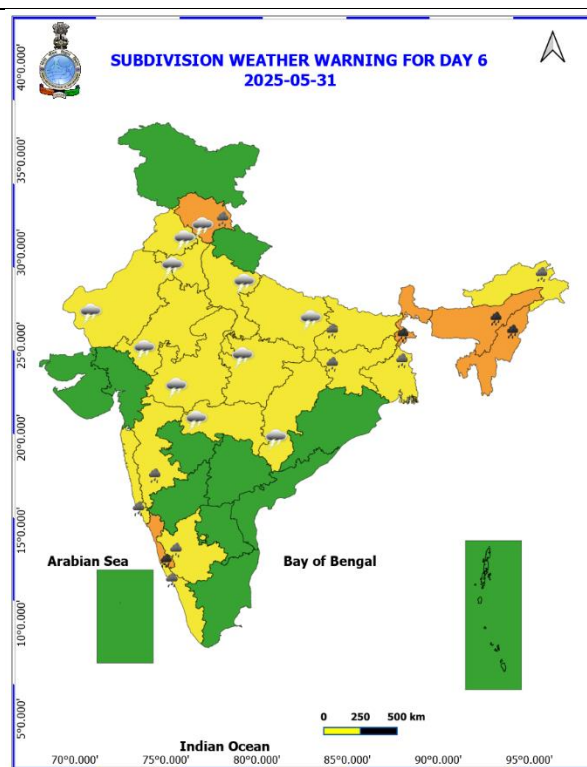 SUBDIVISION WEATHER WARNING FOR DAY 6
2025-05-31
40°0.000'
35°0.000'
30°0.000'
25°0.000'
20°0.000'
15°0.000'
10°0.000'
5°0.000'
Arabian Sea
Bay of Bengal
0 250 500 km
Indian Ocean
70°0.000' 75°0.000' 80°0.000' 85°0.000' 90°0.000' 95°0.000'